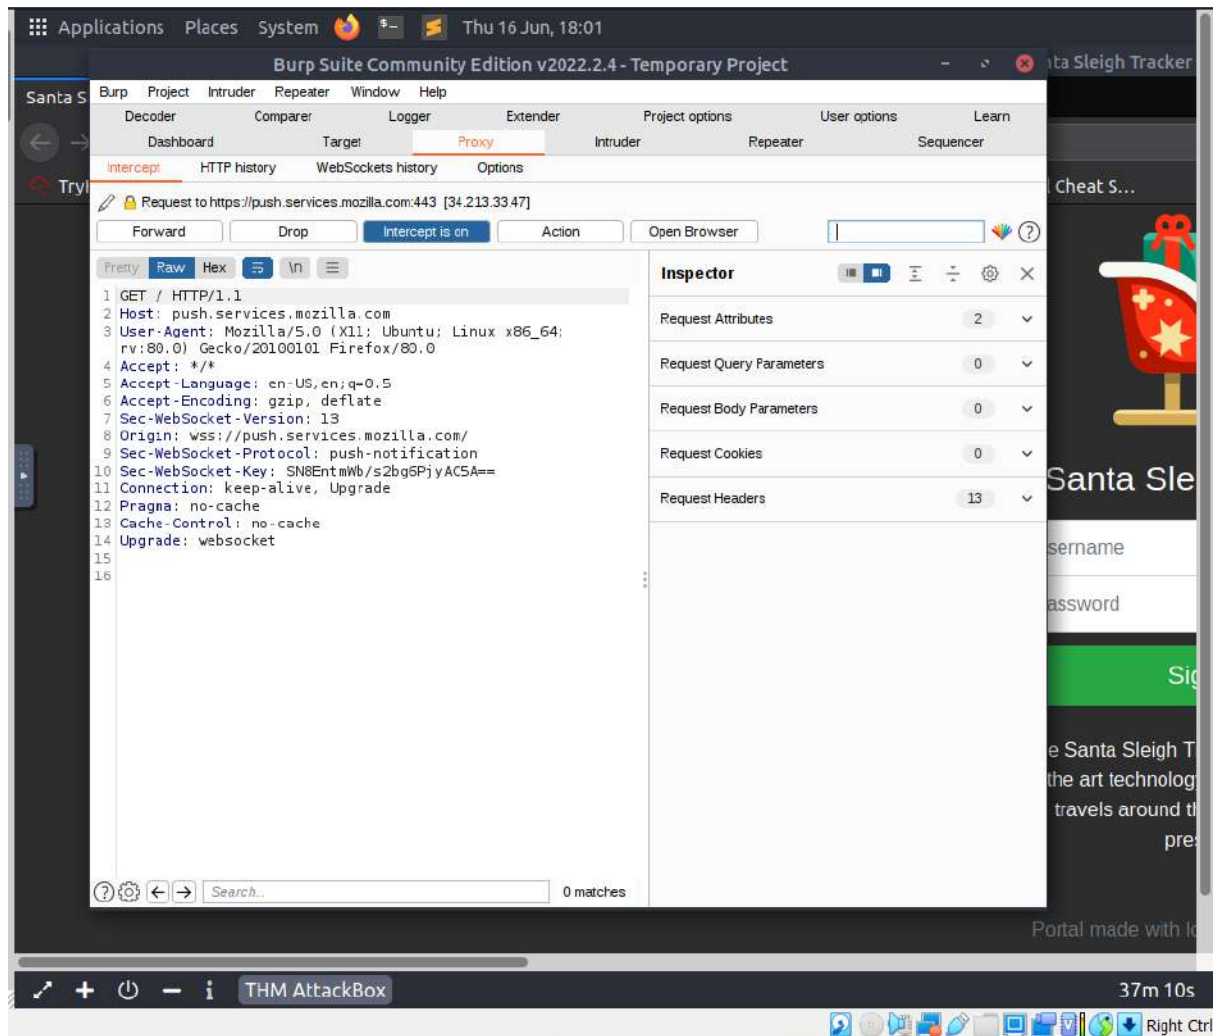 Applications Places System Thu 16 Jun, 18:01
Burp Suite Community Edition v2022.2.4 - Temporary Project
ta Sleigh Tracker
Santa S
Burp Project Intruder Repeater Window Help
Decoder Comparer Logger Extender Project options User options Learn
Dashboard Target Proxy Intruder Repeater Sequencer
Intercept HTTP history WebSockets history Options
Try
Cheat S...
Request to https://push.services.mozilla.com:443 [34.213.33.47]
Forward Drop Intercept is on Action Open Browser
Pretty Raw Hex \n
Inspector
1 GET / HTTP/1.1
2 Host: push.services.mozilla.com
3 User-Agent: Mozilla/5.0 (X11; Ubuntu; Linux x86_64;
rv:80.0) Gecko/20100101 Firefox/80.0
4 Accept: */*
5 Accept-Language: en-US,en;q=0.5
6 Accept-Encoding: gzip, deflate
7 Sec-WebSocket-Version: 13
8 Origin: wss://push.services.mozilla.com/
9 Sec-WebSocket-Protocol: push-notification
10 Sec-WebSocket-Key: SN8EntmWb/s2bg6PjyAC5A==
11 Connection: keep-alive, Upgrade
12 Pragma: no-cache
13 Cache-Control: no-cache
14 Upgrade: websocket
15
16
Request Attributes 2
Request Query Parameters 0
Request Body Parameters 0
Request Cookies 0
Request Headers 13
Santa Sle
sername
assword
Sig
e Santa Sleigh T
the art technolog
travels around th
pres
Search... 0 matches
Portal made with lo
THM AttackBox 37m 10s
Right Ctrl